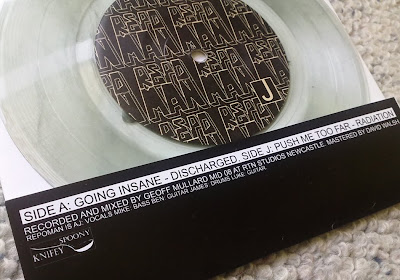 J
SIDE A: GOING INSANE - DISCHARGED. SIDE J: PUSH ME TOO FAR - RADIATION
RECORDED AND MIXED BY GEOFF MULLARD MID 08 AT RTN STUDIOS NEWCASTLE. MASTERED BY DAVID WALSH
REPOMAN IS AJ: VOCALS MIKE: BASS BEN: GUITAR JAMES: DRUMS LUKE: GUITAR
SPOONY
KNIFFY